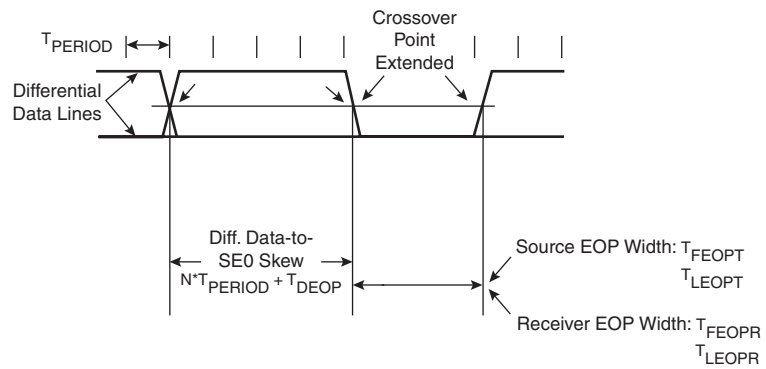 Crossover
Point
Extended
TPERIOD
Differential
Data Lines
Diff. Data-to-
SE0 Skew
N*TPERIOD + TDEOP
Source EOP Width: TFEOPT
TLEOPT
Receiver EOP Width: TFEOPR
TLEOPR